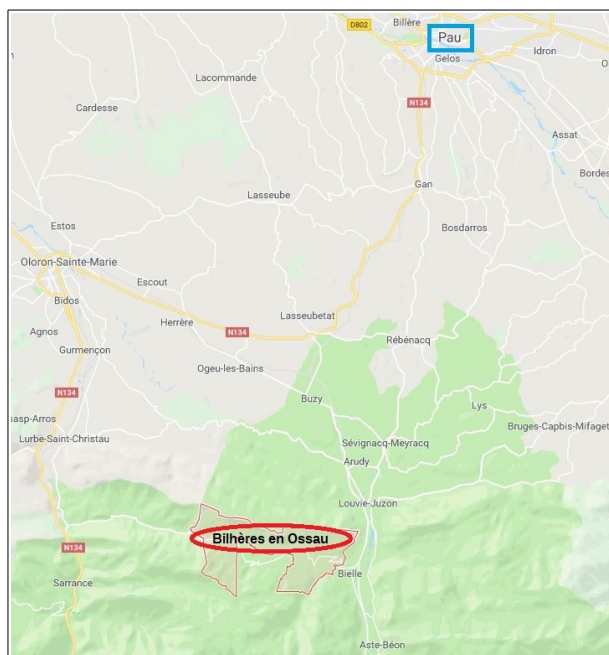 Billère
D802
Pau
Idron
Gelos
Lacommande
Cardesse
N134
Assat
Bordes
Gan
Lasseube
Bosdarros
Estos
Oloron-Sainte-Marie
Escout
Bidos
Lasseubetat
Herrère
N134
Agnos
Rébénacq
Gurmençon
Ogeu-les-Bains
N134
Buzy
Lys
asp-Arros
Bruges-Capbis-Mifaget
Lurbe-Saint-Christau
Sévignacq-Meyracq
Arudy
Louvie-Juzon
Bilhères en Ossau
N134
Bielle
Sarrance
Aste-Béon